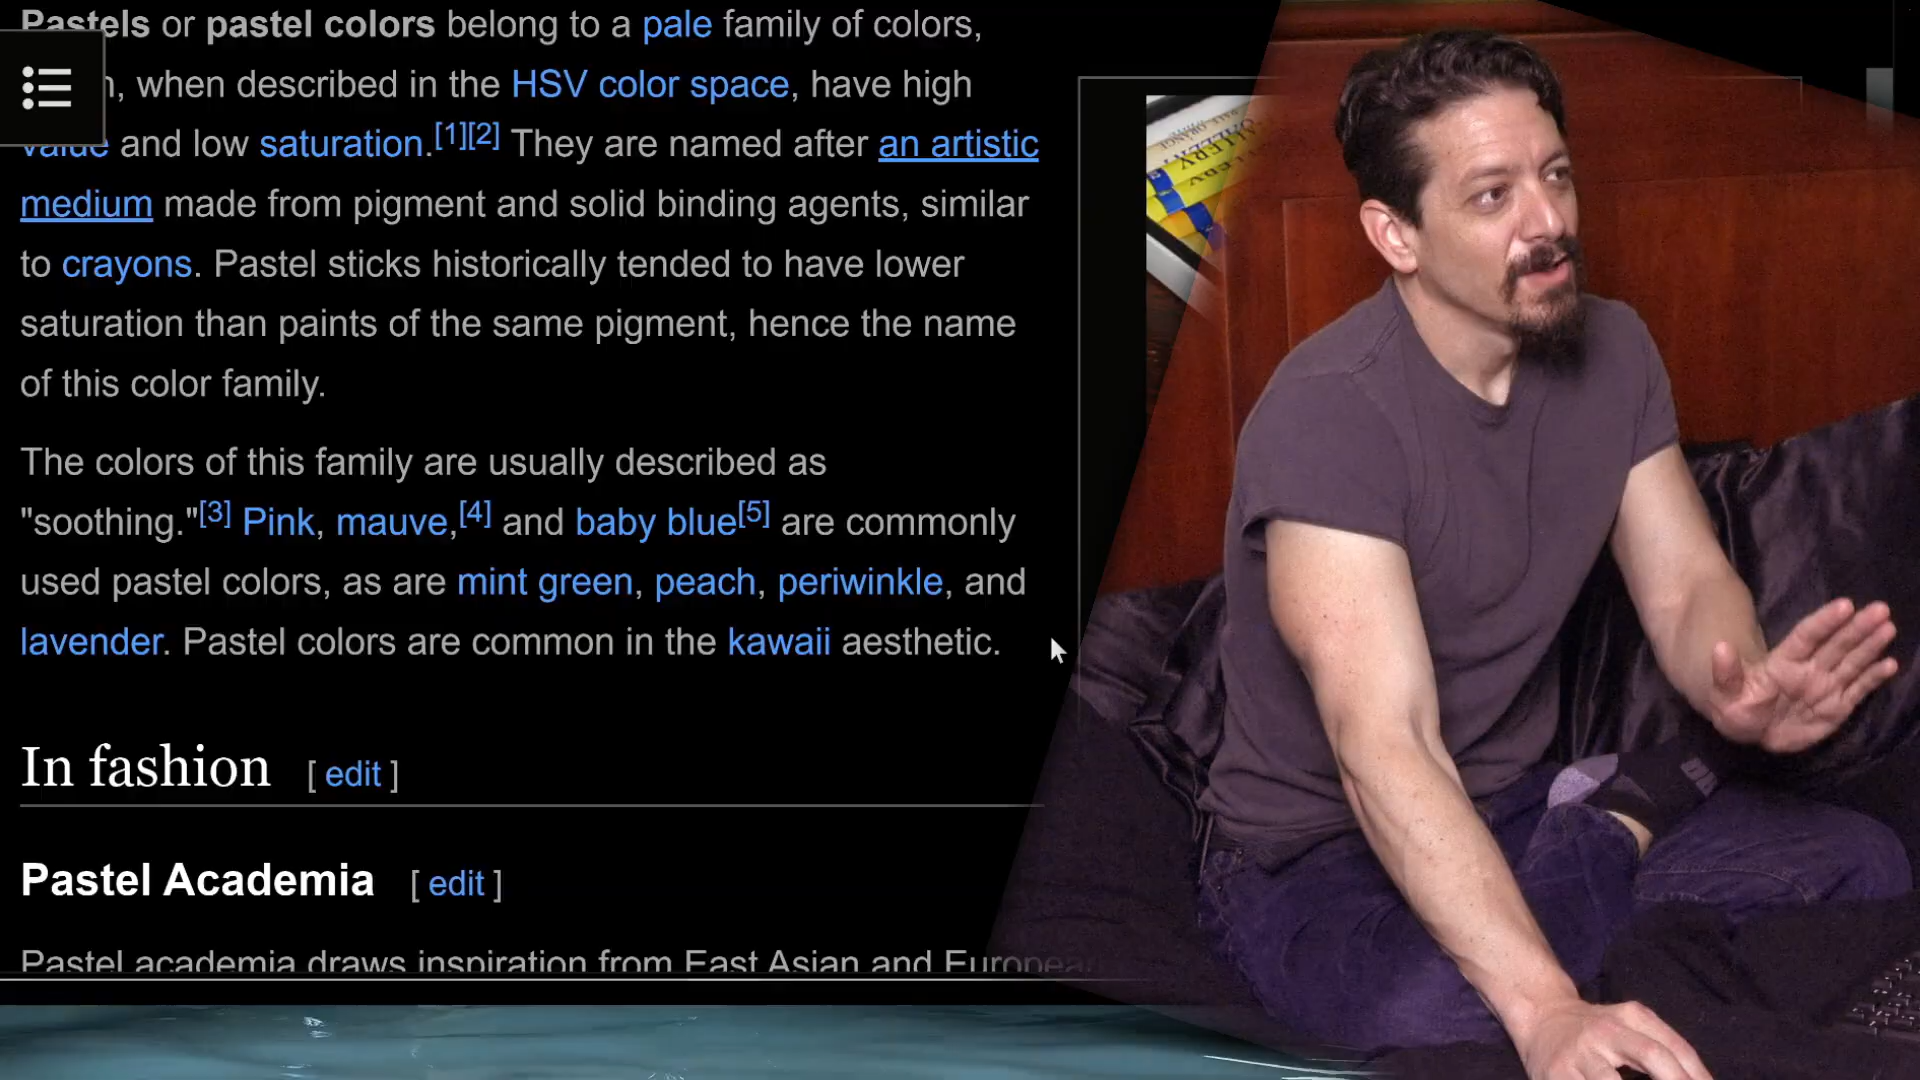 Pastels or pastel colors belong to a pale family of colors,
when described in the HSV color space, have high
value and low saturation.[1][2] They are named after an artistic
medium made from pigment and solid binding agents, similar
to crayons. Pastel sticks historically tended to have lower
saturation than paints of the same pigment, hence the name
of this color family.
The colors of this family are usually described as
"soothing."[3] Pink, mauve,[4] and baby blue[5] are commonly
used pastel colors, as are mint green, peach, periwinkle, and
lavender. Pastel colors are common in the kawaii aesthetic.
In fashion [ edit ]
Pastel Academia [ edit ]
Pastel academia draws inspiration from East Asian and European